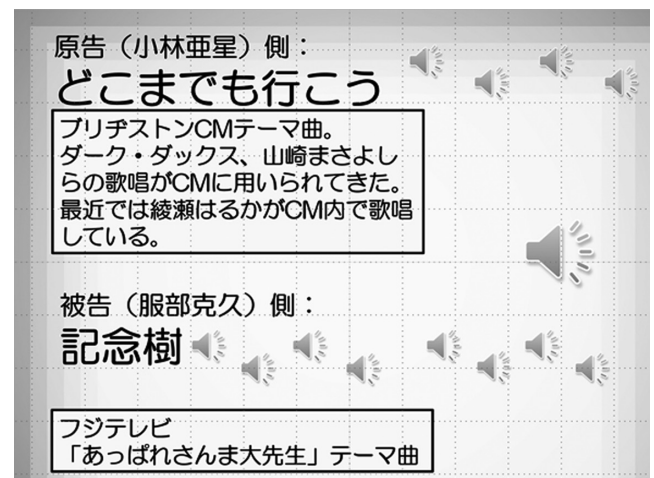 原告（小林亜星）側：
どこまでも行こう
ブリヂストンCMテーマ曲。
ダーク・ダックス、山崎まさよし
らの歌唱がCMに用いられてきた。
最近では綾瀬はるかがCM内で歌唱
している。
被告（服部克久）側：
記念樹
フジテレビ
「あっぱれさんま大先生」テーマ曲